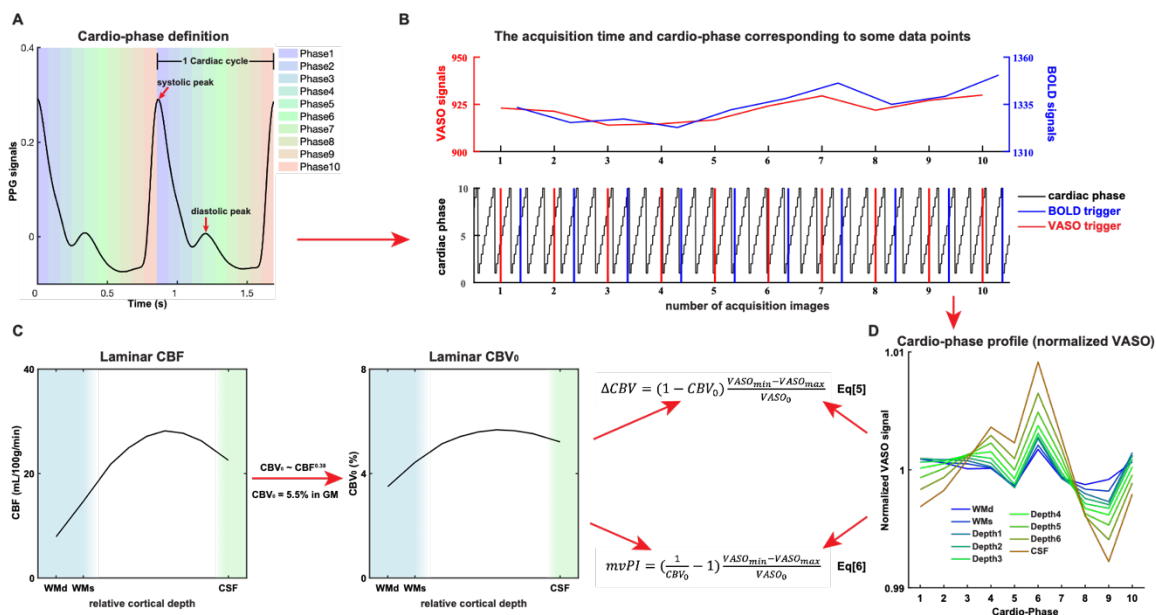 A
Cardio-phase definition
0.4
0.2
0
PPG signals
1 Cardiac cycle
systolic peak
diastolic peak
0 0.5 1 1.5
Time (s)
Phase1
Phase2
Phase3
Phase4
Phase5
Phase6
Phase7
Phase8
Phase9
Phase10
B
The acquisition time and cardio-phase corresponding to some data points
950
925
900
VASO signals
1360
1335
1310
BOLD signals
1 2 3 4 5 6 7 8 9 10
10
5
0
cardiac phase
1 2 3 4 5 6 7 8 9 10
number of acquisition images
cardiac phase
BOLD trigger
VASO trigger
C
Laminar CBF
40
20
0
CBF (mL/100g/min)
WMd WMs CSF
relative cortical depth
CBV₀ ~ CBF^0.38
CBV₀ = 5.5% in GM
Laminar CBV₀
8
4
0
CBV₀ (%)
WMd WMs CSF
relative cortical depth
ΔCBV = (1 − CBV₀) (VASOmin−VASOmax)/VASO₀ Eq[5]
mvPI = (1/CBV₀ − 1) (VASOmin−VASOmax)/VASO₀ Eq[6]
D
Cardio-phase profile (normalized VASO)
1.01
1
0.99
Normalized VASO signal
WMd
WMs
Depth1
Depth2
Depth3
Depth4
Depth5
Depth6
CSF
1 2 3 4 5 6 7 8 9 10
Cardio-Phase